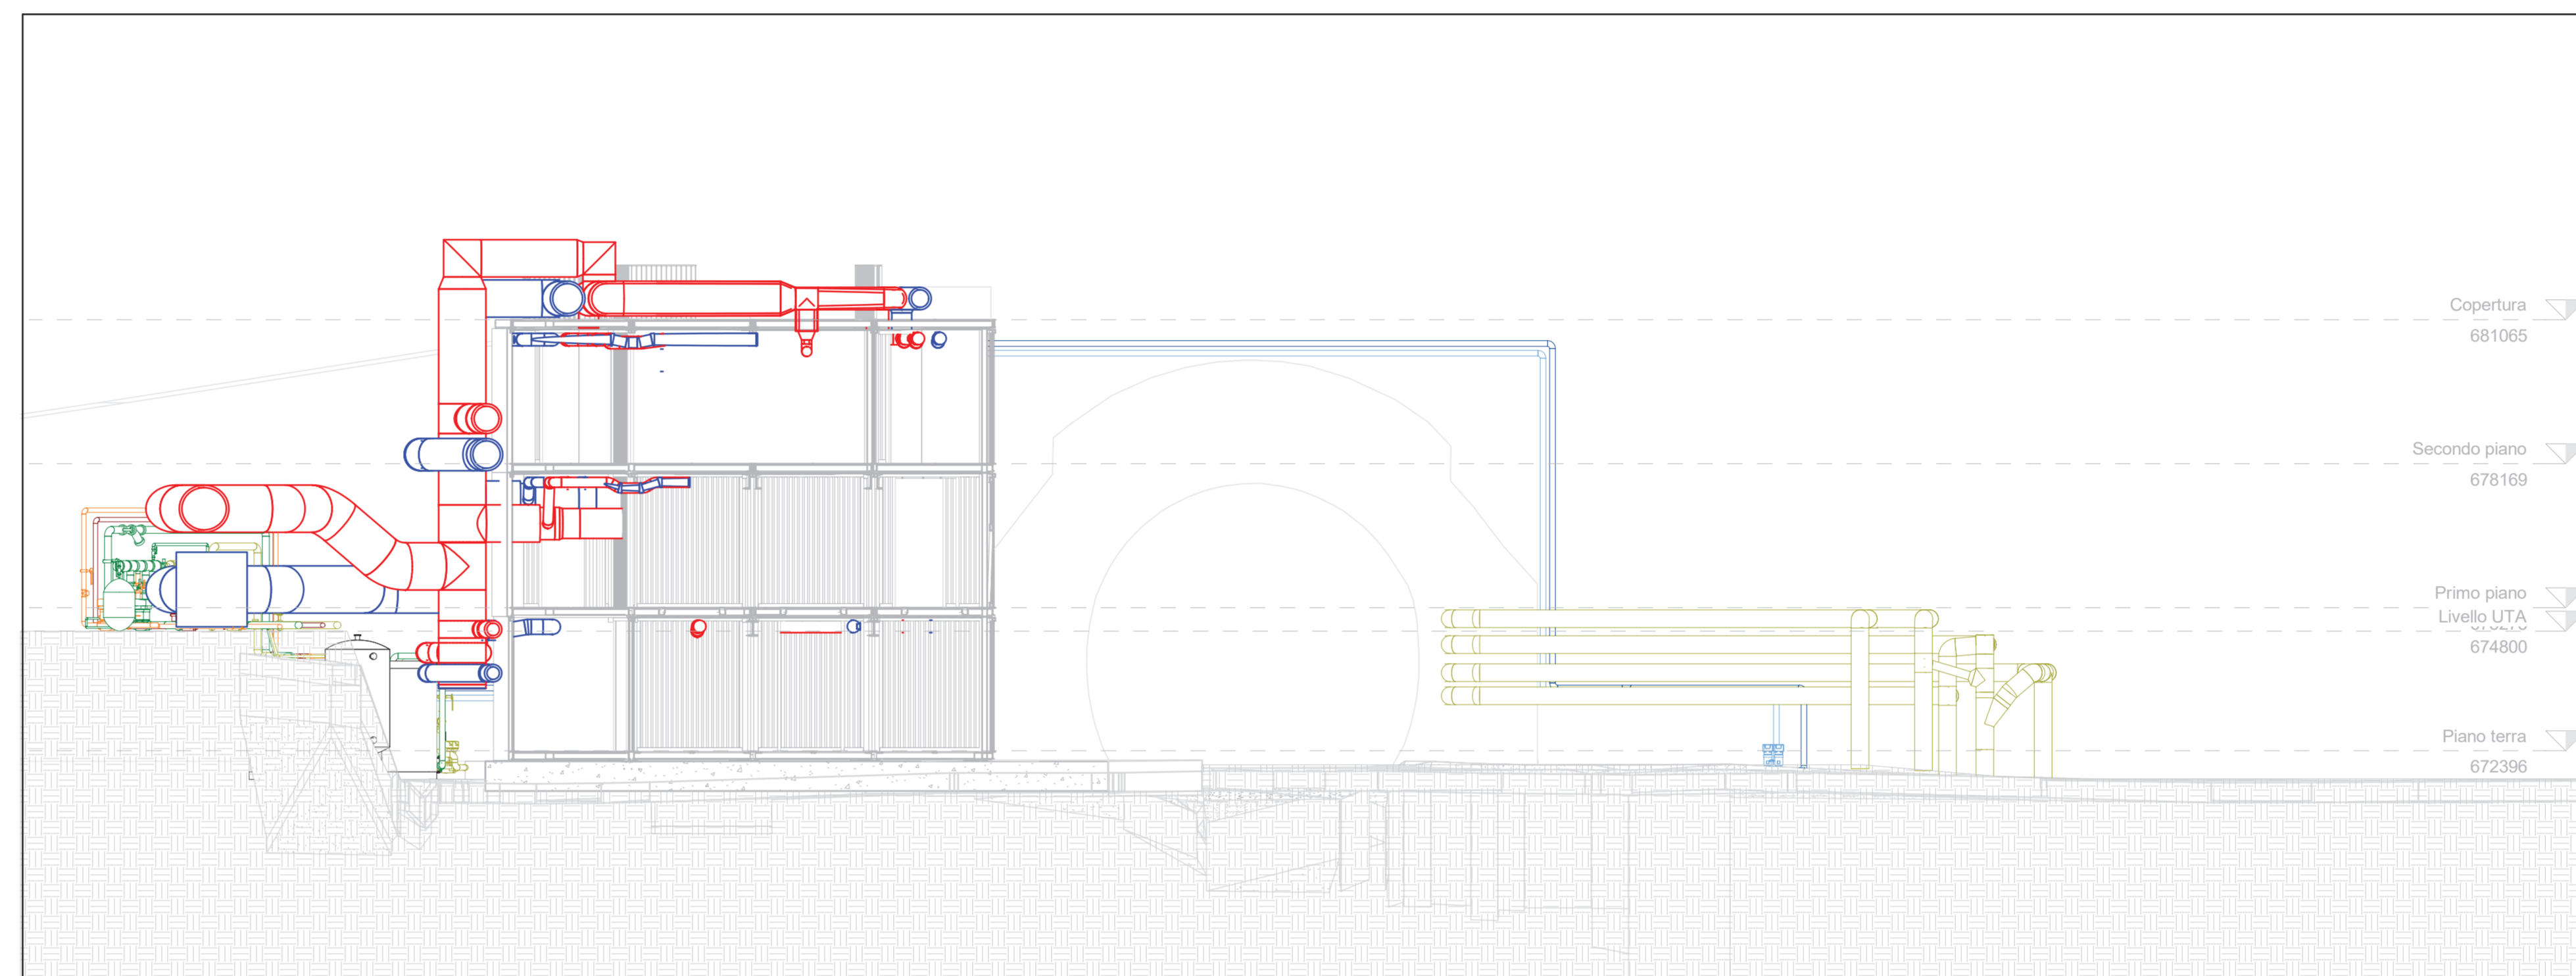 Copertura
681065
Secondo piano
678169
Primo piano
Livello UTA
674800
Piano terra
672396